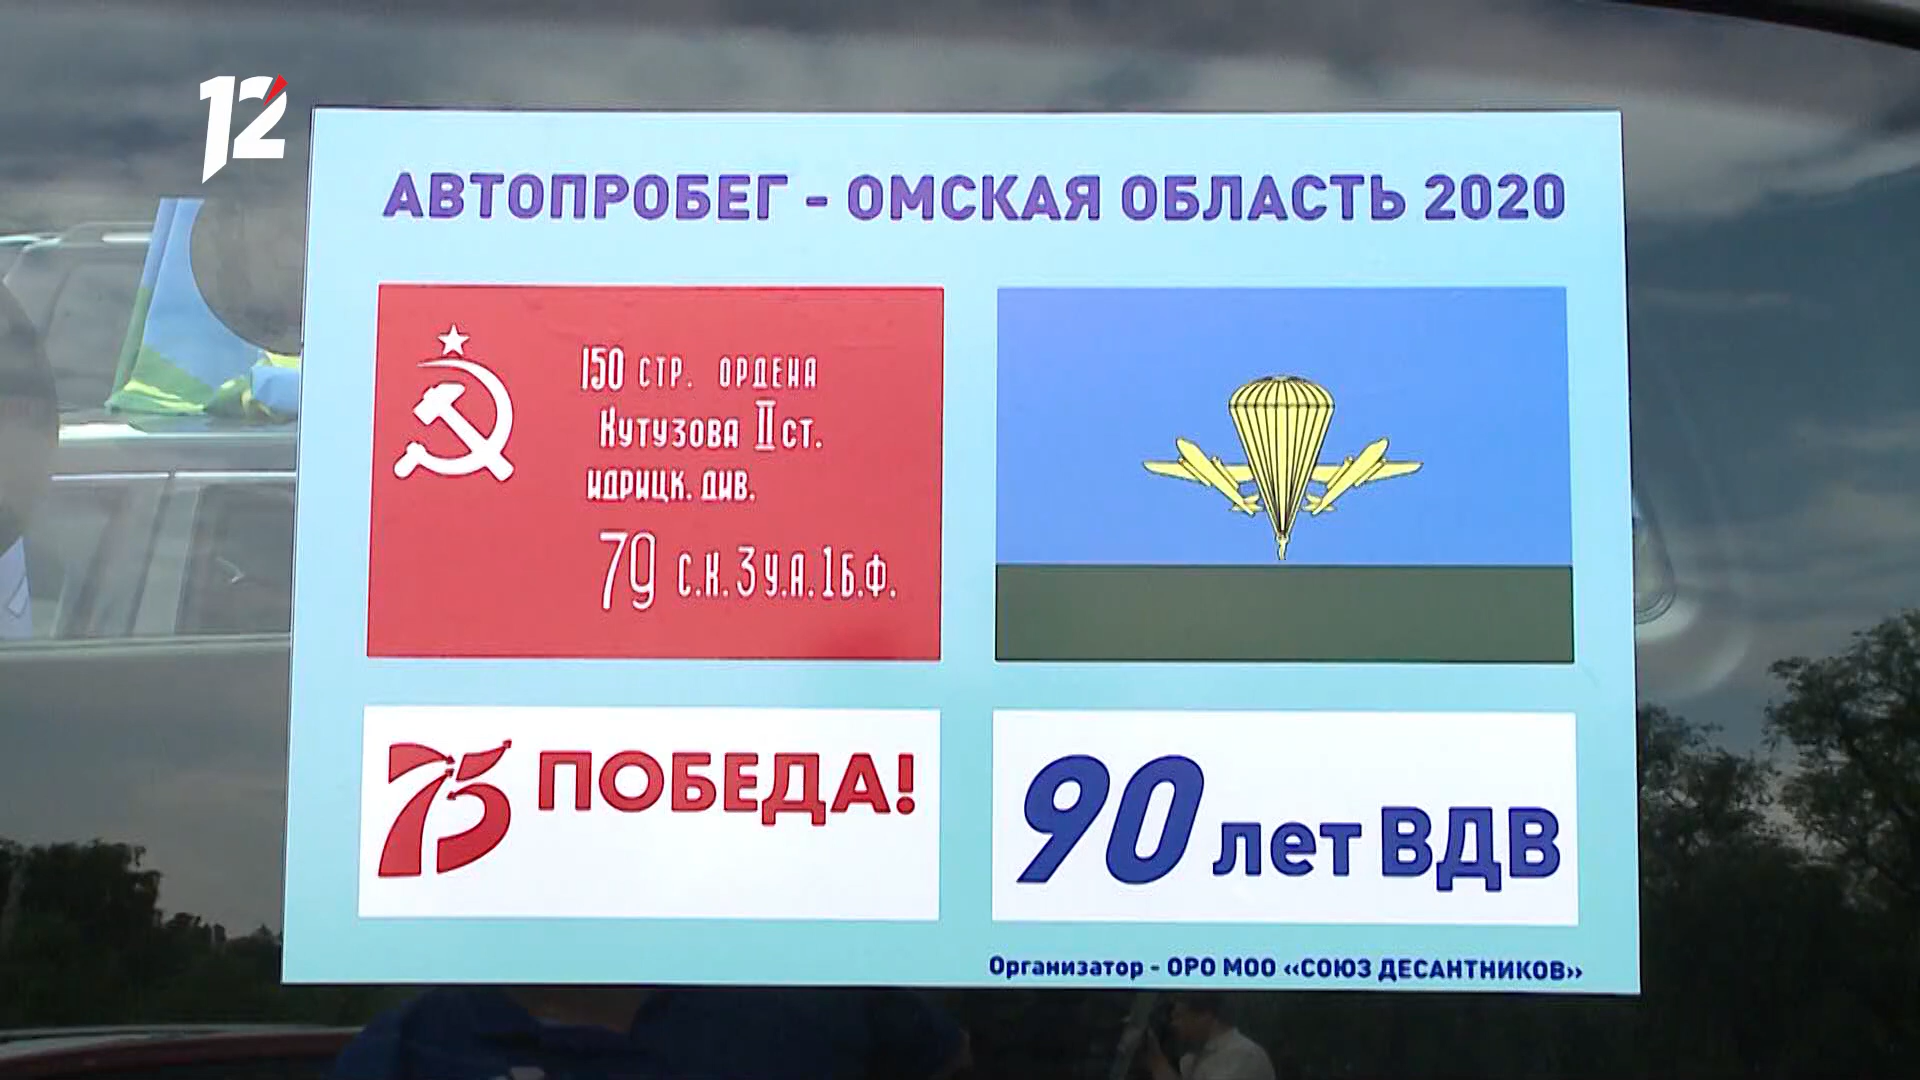 12
АВТОПРОБЕГ - ОМСКАЯ ОБЛАСТЬ 2020
150 СТР. ОРДЕНА
КУТУЗОВА II СТ.
ИДРИЦК. ДИВ.
79 С.К. 3 У.А. 1 Б.Ф.
75 ПОБЕДА!
90 лет ВДВ
Организатор - ОРО МОО «СОЮЗ ДЕСАНТНИКОВ»